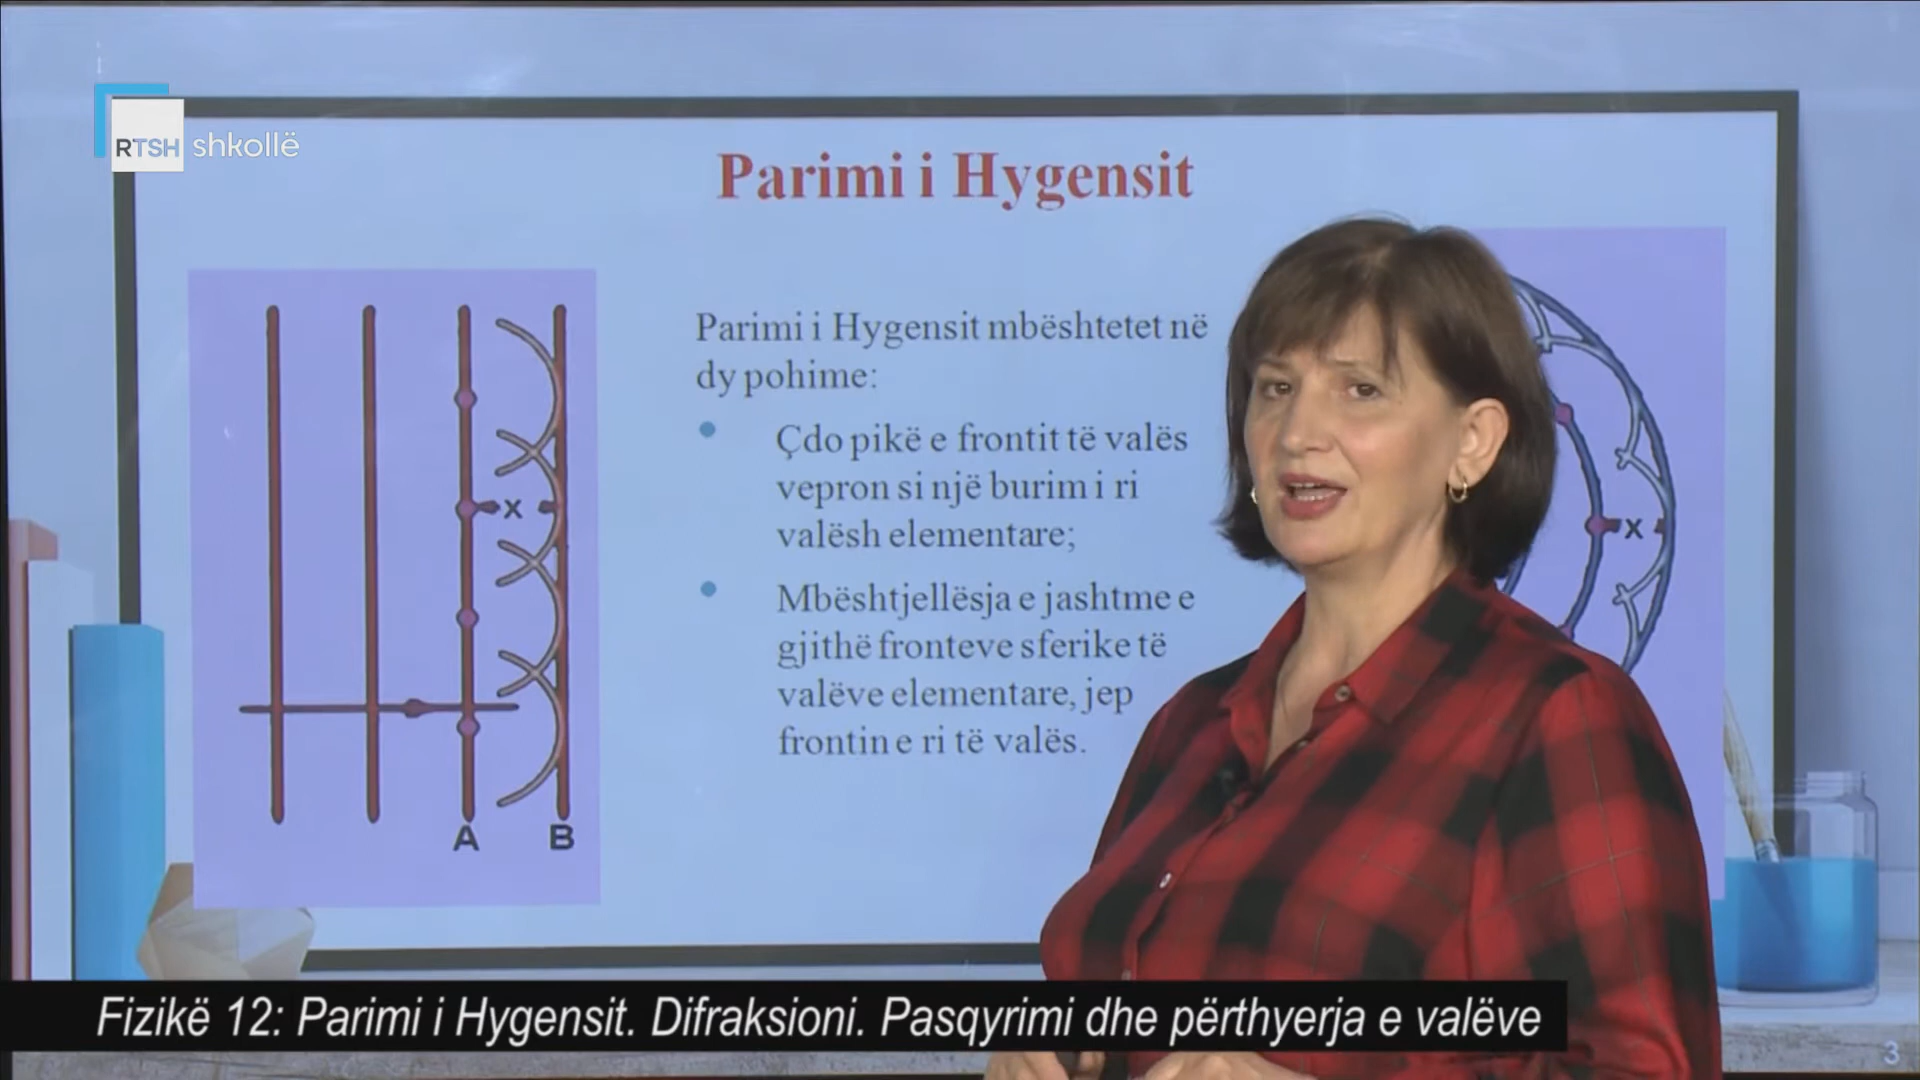 RTSH shkollë
Parimi i Hygensit
Parimi i Hygensit mbështetet në
dy pohime:
Çdo pikë e frontit të valës
vepron si një burim i ri
valësh elementare;
Mbështjellësja e jashtme e
gjithë fronteve sferike të
valëve elementare, jep
frontin e ri të valës.
x
x
A B
Fizikë 12: Parimi i Hygensit. Difraksioni. Pasqyrimi dhe përthyerja e valëve
3